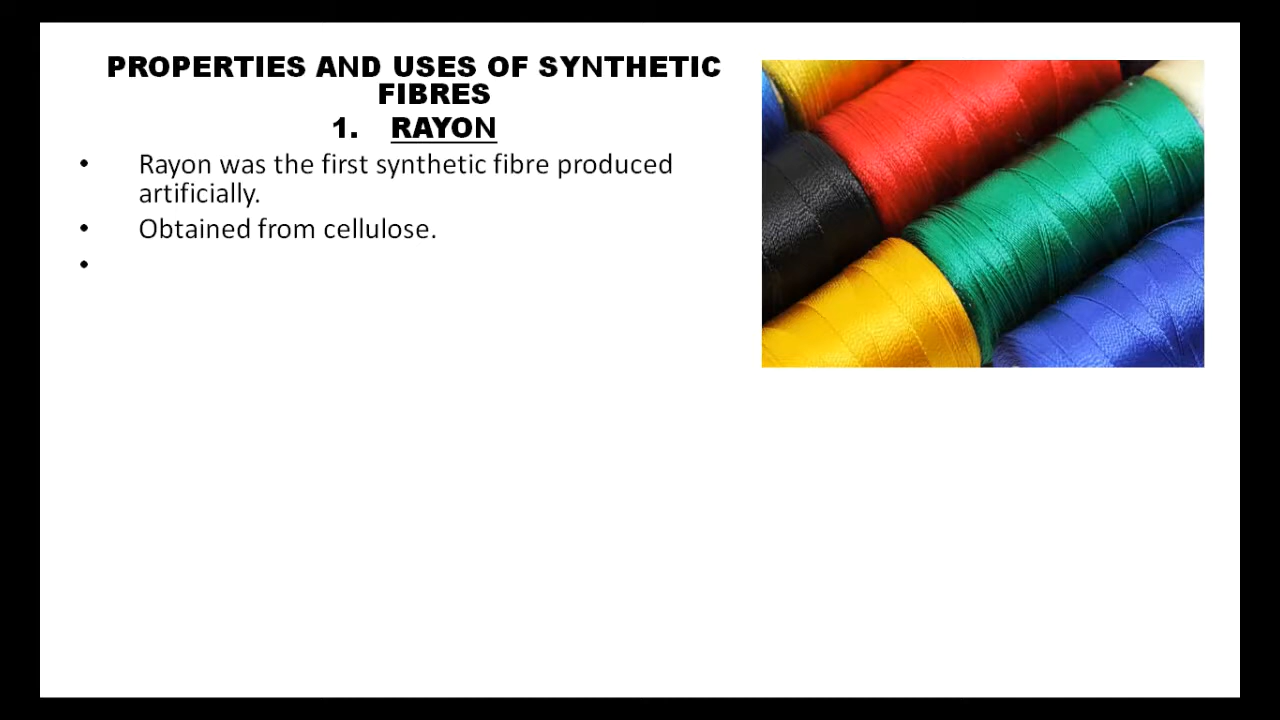 PROPERTIES AND USES OF SYNTHETIC
FIBRES
1. RAYON
• Rayon was the first synthetic fibre produced
artificially.
• Obtained from cellulose.
•